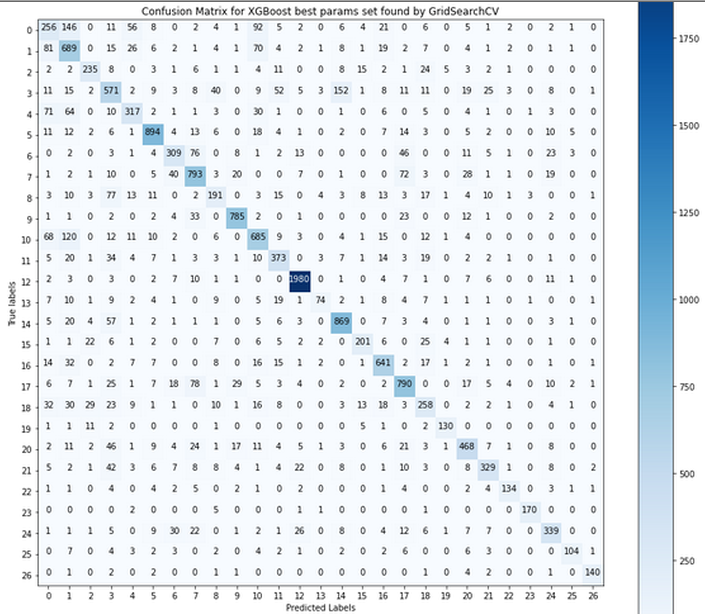 Confusion Matrix for XGBoost best params set found by GridSearchCV
0 256 146 0 11 56 8 0 2 4 1 92 5 2 0 6 4 21 0 6 0 5 4 1 0 2 1 0
1 81 689 0 15 26 6 2 1 4 1 70 4 2 1 8 1 19 2 7 0 4 1 2 0 1 1 0
2 2 2 235 8 0 3 1 6 1 1 4 11 0 0 8 15 2 1 24 5 3 2 1 0 0 0 0
3 11 15 2 571 2 9 3 8 40 0 9 52 5 3 152 1 8 11 11 0 19 25 3 0 8 0 1
4 71 64 0 10 317 2 1 1 3 0 30 1 0 0 1 0 6 0 5 0 4 1 0 1 3 0 0
5 11 12 2 6 1 894 4 13 6 0 18 4 1 0 2 0 7 14 3 0 5 2 0 0 10 5 0
6 0 2 0 3 1 4 309 76 0 8 1 2 13 0 0 0 0 46 0 0 11 5 1 0 23 3 0
7 1 2 1 10 0 5 40 793 3 20 0 0 7 0 1 0 0 72 3 0 28 1 1 0 19 0 0
8 3 10 3 77 13 11 0 2 191 0 3 15 0 4 3 8 13 3 17 1 4 10 1 3 0 0 1
9 1 1 0 2 0 2 4 33 0 785 2 0 1 0 0 0 0 23 0 0 12 1 0 0 2 0 0
10 68 120 0 12 11 10 2 0 6 0 685 9 3 0 4 1 15 0 12 1 4 0 0 0 0 0 0
11 5 20 1 34 4 7 1 3 3 1 10 373 0 3 7 1 14 3 19 0 2 2 1 0 1 0 0
12 2 3 0 3 0 2 7 10 1 1 0 3 1980 0 1 0 4 7 1 0 7 6 0 0 11 0 0
13 7 10 1 9 2 4 1 0 9 0 5 19 1 74 2 1 8 4 7 1 1 1 0 1 0 0 1
14 5 20 4 57 1 2 1 1 4 0 5 6 3 0 869 0 7 3 4 0 1 1 0 0 3 1 0
15 1 1 22 6 1 2 0 0 7 0 6 5 2 2 0 201 6 0 25 4 1 1 0 0 0 0 0
16 14 32 0 2 7 7 0 0 8 0 16 15 1 2 0 1 641 2 17 1 2 1 0 0 1 0 1
17 6 7 1 25 0 7 18 78 1 29 5 3 4 0 2 0 2 790 0 0 17 5 4 0 10 2 1
18 32 30 29 23 9 0 1 0 10 1 16 8 0 0 3 13 18 3 258 0 2 2 1 0 4 1 0
19 1 1 11 2 0 0 0 0 1 0 0 0 0 0 0 5 1 0 2 130 0 0 0 0 0 0 0
20 2 11 2 46 1 9 4 24 1 17 11 4 5 1 3 0 6 21 3 1 468 7 1 0 8 0 0
21 5 2 1 42 3 6 7 8 8 4 1 4 22 0 8 0 1 10 3 0 8 329 1 0 8 0 2
22 1 1 0 4 0 4 2 5 0 2 1 0 2 0 0 0 1 4 0 0 2 4 134 0 3 1 1
23 0 0 0 2 0 0 0 0 5 0 0 0 1 1 0 0 0 0 0 0 0 0 0 170 0 0 0
24 1 1 1 5 0 9 30 22 0 1 2 1 26 0 8 0 4 12 6 1 7 7 0 0 339 0 0
25 0 7 0 4 3 2 3 0 2 0 4 2 1 0 2 0 2 6 0 0 6 3 0 0 0 104 1
26 0 0 0 2 0 2 0 0 1 1 0 0 0 0 0 0 0 1 0 0 4 2 0 0 1 0 140
0 1 2 3 4 5 6 7 8 9 10 11 12 13 14 15 16 17 18 19 20 21 22 23 24 25 26
Predicted Labels
True labels
1750
1500
1250
1000
750
500
250